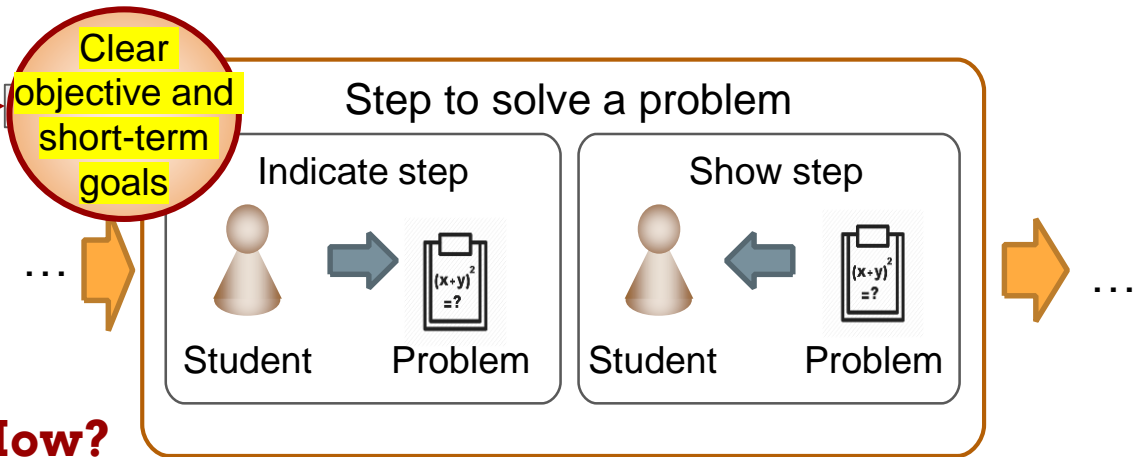 Clear
objective and
short-term
goals
Step to solve a problem
Indicate step
Show step
...
(x+y)²
=?
(x+y)²
=?
...
Student
Problem
Student
Problem
How?